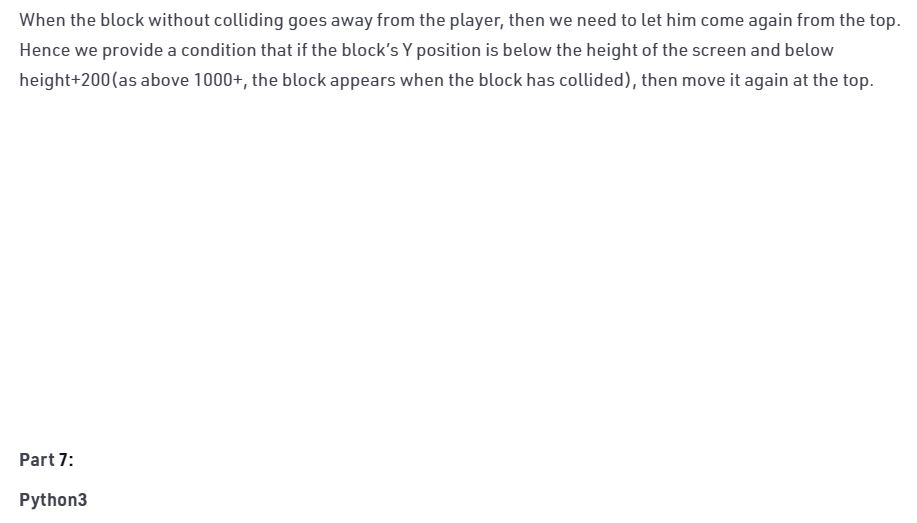 When the block without colliding goes away from the player, then we need to let him come again from the top.
Hence we provide a condition that if the block’s Y position is below the height of the screen and below
height+200(as above 1000+, the block appears when the block has collided), then move it again at the top.
Part 7:
Python3